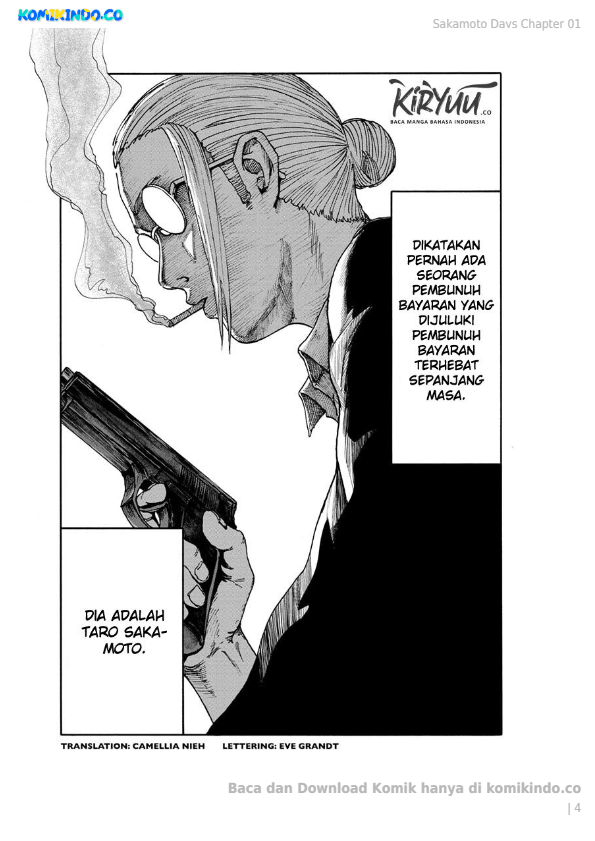 KOMIKINDO.CO
Sakamoto Days Chapter 01
KIRYUU.CO
BACA MANGA BAHASA INDONESIA
DIKATAKAN
PERNAH ADA
SEORANG
PEMBUNUH
BAYARAN YANG
DIJULUKI
PEMBUNUH
BAYARAN
TERHEBAT
SEPANJANG
MASA.
DIA ADALAH
TARO SAKA-
MOTO.
TRANSLATION: CAMELLIA NIEH LETTERING: EVE GRANDT
Baca dan Download Komik hanya di komikindo.co
| 4